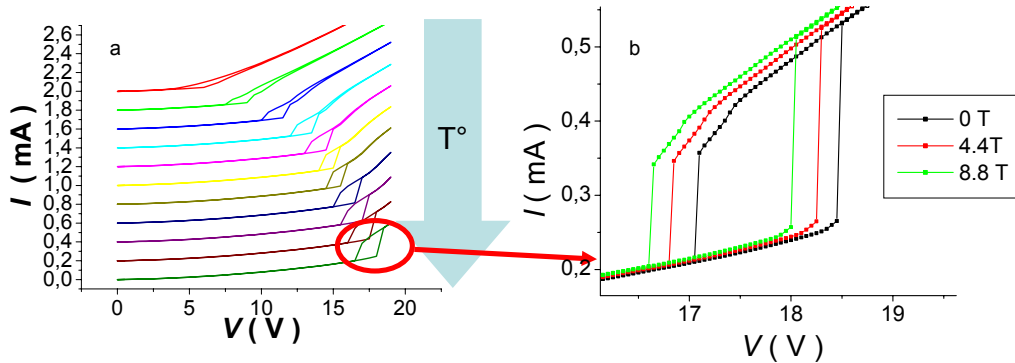 a
I ( mA)
2,6
2,4
2,2
2,0
1,8
1,6
1,4
1,2
1,0
0,8
0,6
0,4
0,2
0,0
0
5
10
15
20
V ( V )
T°
b
I ( mA )
0,5
0,4
0,3
0,2
17
18
19
V ( V )
0 T
4.4T
8.8 T